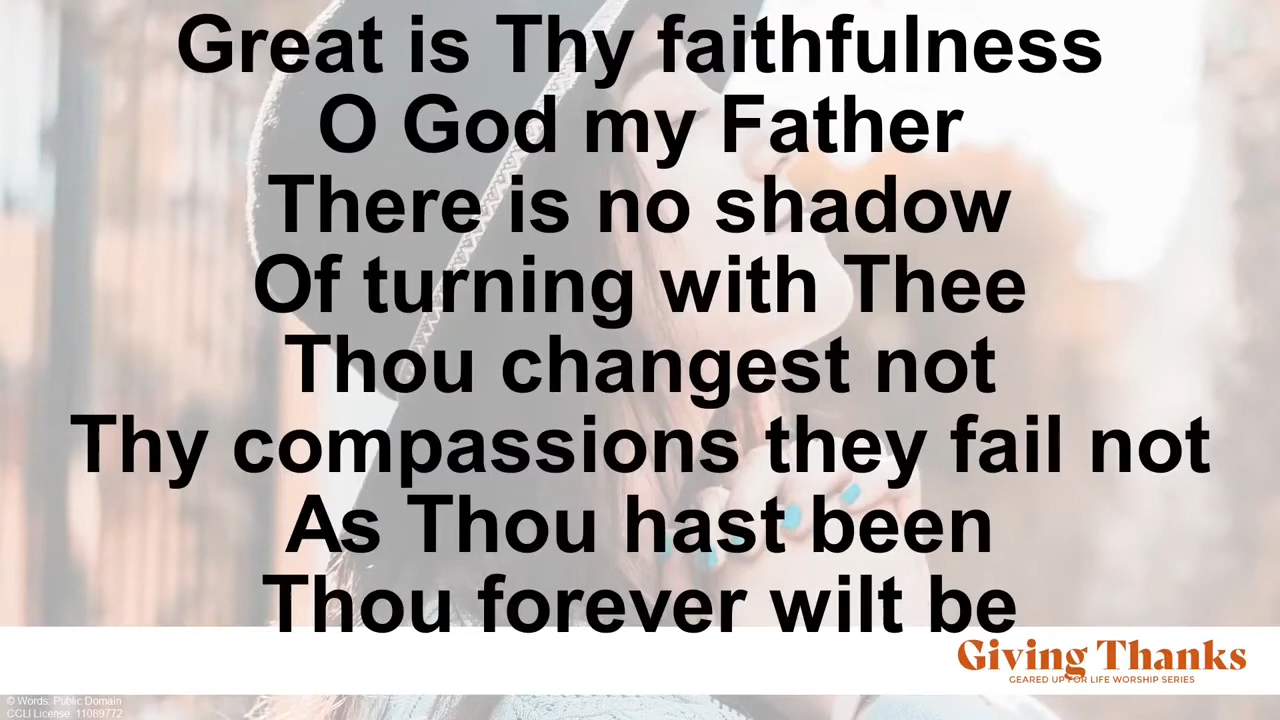 Great is Thy faithfulness
O God my Father
There is no shadow
Of turning with Thee
Thou changest not
Thy compassions they fail not
As Thou hast been
Thou forever wilt be
Giving Thanks
GEARED UP FOR LIFE WORSHIP SERIES
© Words: Public Domain
CCLI License: 11089772